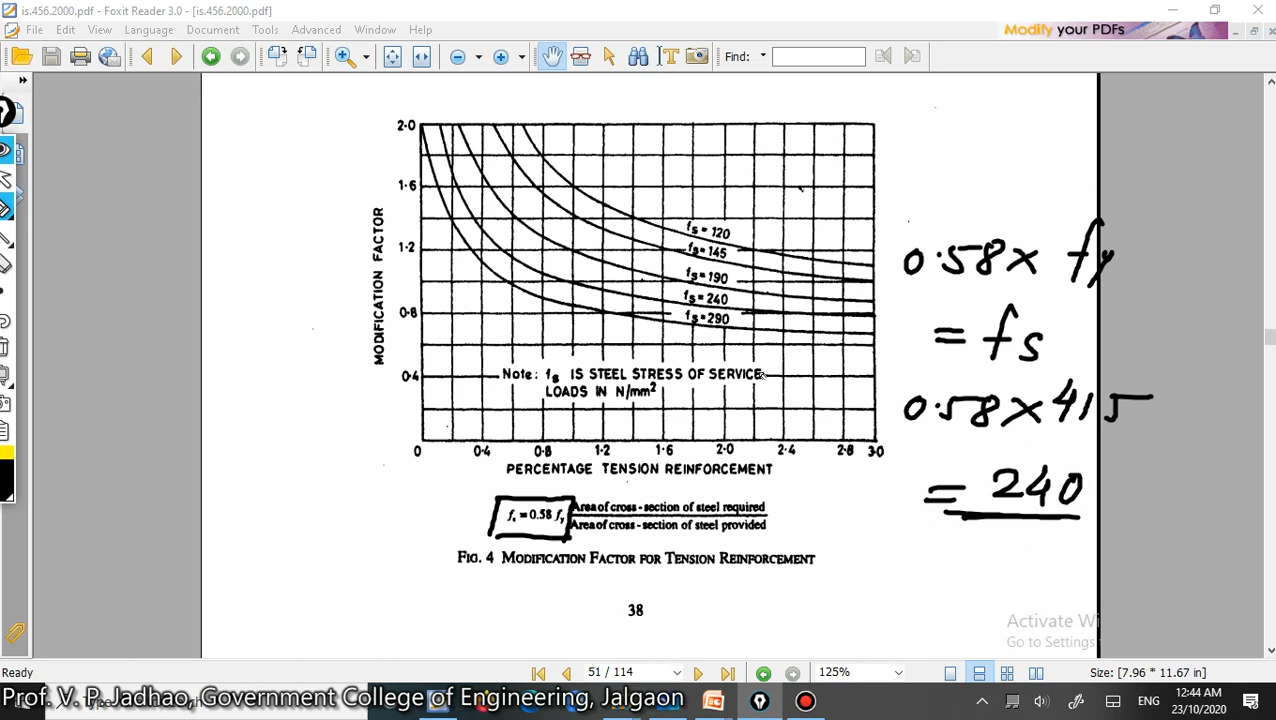 is.456.2000.pdf - Foxit Reader 3.0 - [is.456.2000.pdf]
File Edit View Language Document Tools Advanced Window Help
Modify your PDFs
Find:
2.0
1.6
1.2
0.8
0.4
MODIFICATION FACTOR
fs = 120
fs = 145
fs = 190
fs = 240
fs = 290
Note: fs IS STEEL STRESS OF SERVICE
LOADS IN N/mm²
0 0.4 0.8 1.2 1.6 2.0 2.4 2.8 3.0
PERCENTAGE TENSION REINFORCEMENT
fs = 0.58 fy Area of cross - section of steel required
Area of cross - section of steel provided
FIG. 4 MODIFICATION FACTOR FOR TENSION REINFORCEMENT
38
0.58 × fy
= fs
0.58 × 415
= 240
Go to Settings
Ready 51 / 114 125% Size: [7.96 * 11.67 in]
Prof. V. P.Jadhao, Government College of Engineering, Jalgaon
ENG
12:44 AM
23/10/2020